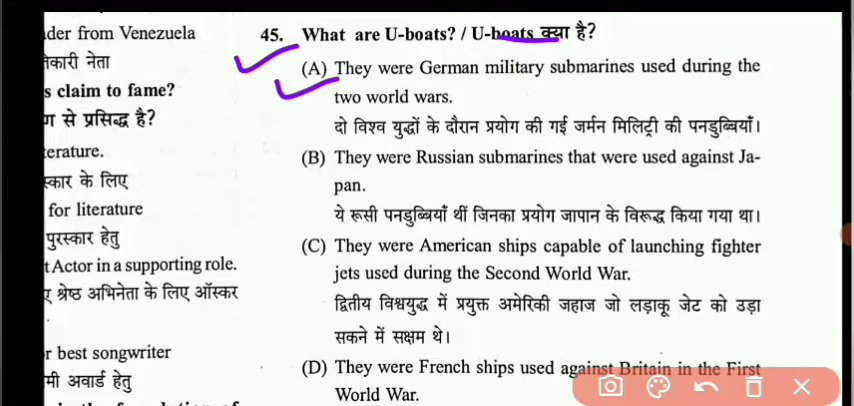 der from Venezuela
कारी नेता
s claim to fame?
से प्रसिद्ध है?
terature.
स्कार के लिए
for literature
पुरस्कार हेतु
t Actor in a supporting role.
श्रेष्ठ अभिनेता के लिए ऑस्कर
r best songwriter
मी अवार्ड हेतु
45. What are U-boats? / U-boats क्या है?
(A) They were German military submarines used during the
two world wars.
दो विश्व युद्धों के दौरान प्रयोग की गई जर्मन मिलिट्री की पनडुब्बियाँ।
(B) They were Russian submarines that were used against Ja-
pan.
ये रूसी पनडुब्बियाँ थीं जिनका प्रयोग जापान के विरूद्ध किया गया था।
(C) They were American ships capable of launching fighter
jets used during the Second World War.
द्वितीय विश्वयुद्ध में प्रयुक्त अमेरिकी जहाज जो लड़ाकू जेट को उड़ा
सकने में सक्षम थे।
(D) They were French ships used against Britain in the First
World War.